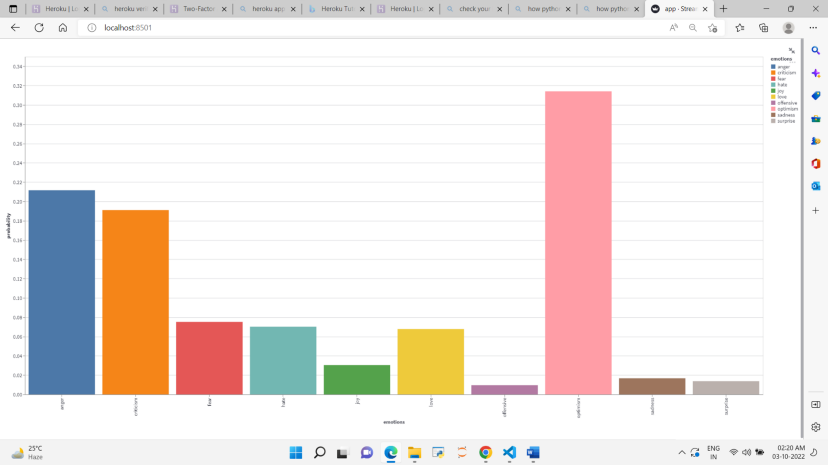 Heroku | Lo
heroku veri
Two-Factor
heroku app
Heroku Tut
Heroku | Lo
check your
how python
how python
app - Strea
localhost:8501
emotions
anger
criticism
fear
hate
joy
love
offensive
optimism
sadness
surprise
0.34
0.32
0.30
0.28
0.26
0.24
0.22
0.20
0.18
0.16
0.14
0.12
0.10
0.08
0.06
0.04
0.02
0.00
probability
anger
criticism
fear
hate
joy
love
offensive
optimism
sadness
surprise
emotions
25°C
Haze
ENG
IN
02:20 AM
03-10-2022